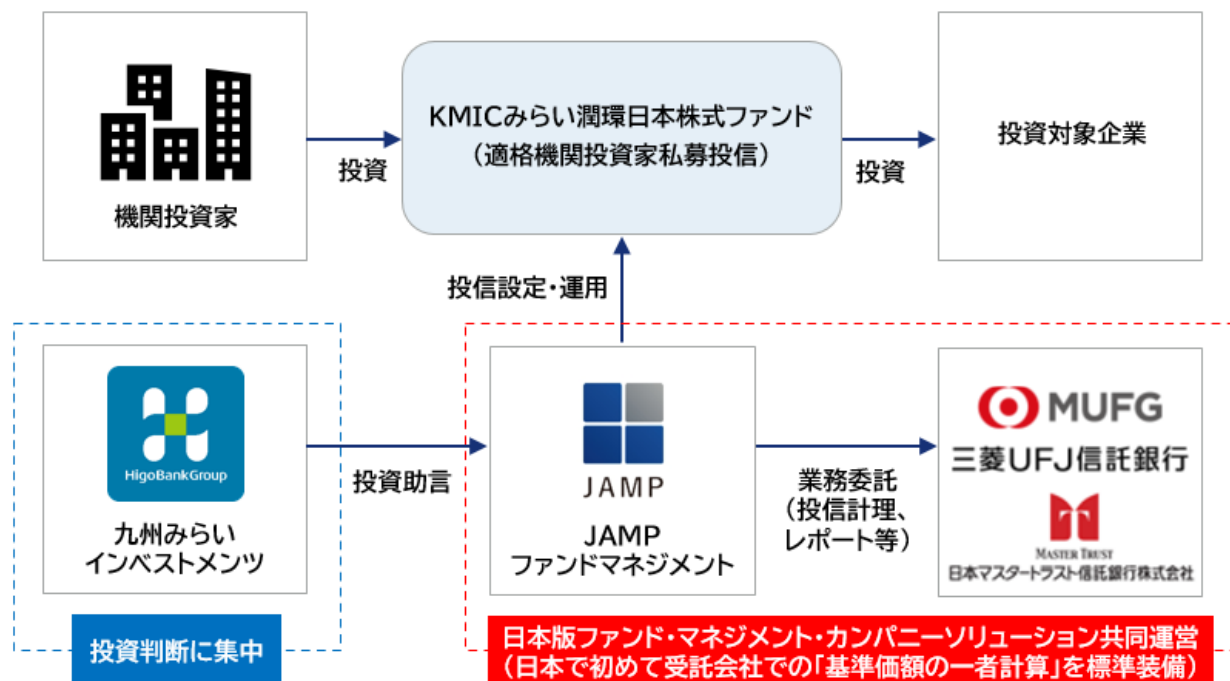 機関投資家
投資
KMICみらい潤環日本株式ファンド
（適格機関投資家私募投信）
投資
投資対象企業
投信設定・運用
HigoBankGroup
九州みらい
インベストメンツ
投資判断に集中
投資助言
JAMP
JAMP
ファンドマネジメント
業務委託
（投信計理、
レポート等）
MUFG
三菱UFJ信託銀行
MASTER TRUST
日本マスタートラスト信託銀行株式会社
日本版ファンド・マネジメント・カンパニーソリューション共同運営
（日本で初めて受託会社での「基準価額の一者計算」を標準装備）